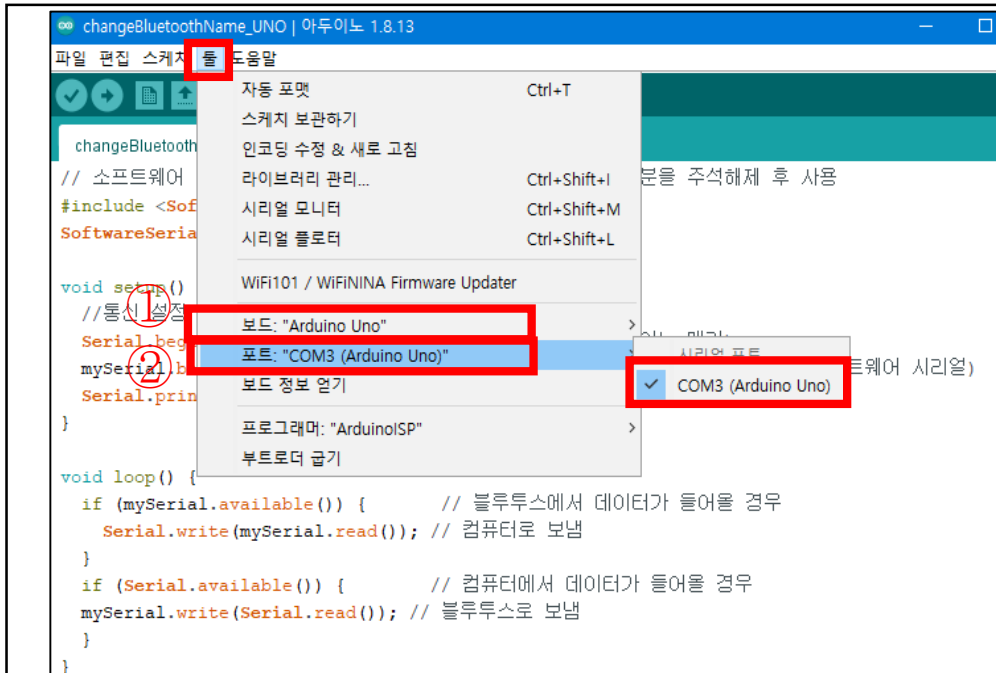 changeBluetoothName_UNO | 아두이노 1.8.13
파일 편집 스케치 툴 도움말
자동 포맷 Ctrl+T
스케치 보관하기
인코딩 수정 & 새로 고침
라이브러리 관리... Ctrl+Shift+I
시리얼 모니터 Ctrl+Shift+M
시리얼 플로터 Ctrl+Shift+L
WiFi101 / WiFiNINA Firmware Updater
① 보드: "Arduino Uno"
② 포트: "COM3 (Arduino Uno)"
시리얼 포트
COM3 (Arduino Uno)
보드 정보 얻기
프로그래머: "ArduinoISP"
부트로더 굽기
changeBluetooth
// 소프트웨어 분을 주석해제 후 사용
#include <Sof
SoftwareSeria
void setup()
//통신 설정
Serial.beg
mySerial.b 트웨어 시리얼)
Serial.prin
}
void loop() {
if (mySerial.available()) { // 블루투스에서 데이터가 들어올 경우
Serial.write(mySerial.read()); // 컴퓨터로 보냄
}
if (Serial.available()) { // 컴퓨터에서 데이터가 들어올 경우
mySerial.write(Serial.read()); // 블루투스로 보냄
}
}